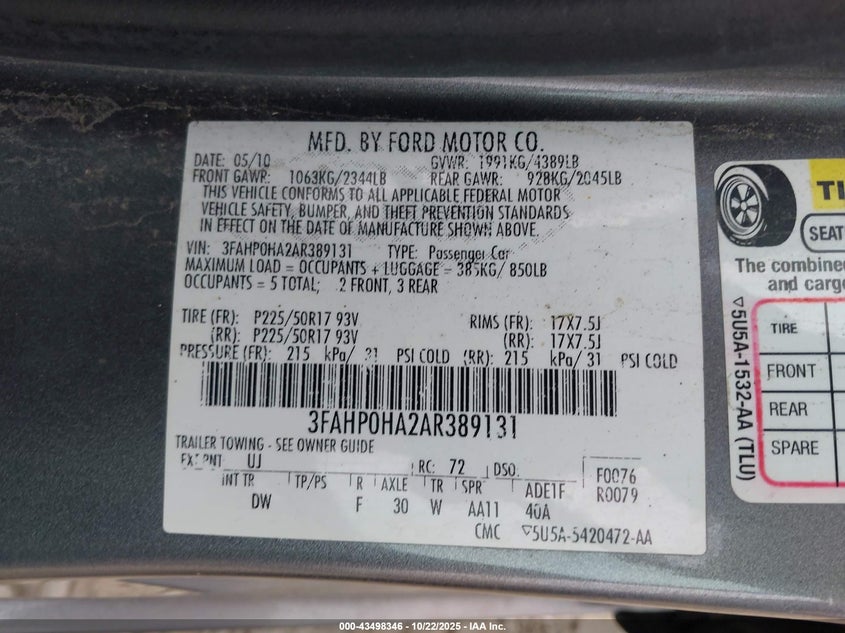 MFD. BY FORD MOTOR CO.
DATE: 05/10 GVWR: 1991KG/4389LB
FRONT GAWR: 1063KG/2344LB REAR GAWR: 928KG/2045LB
THIS VEHICLE CONFORMS TO ALL APPLICABLE FEDERAL MOTOR
VEHICLE SAFETY, BUMPER, AND THEFT PREVENTION STANDARDS
IN EFFECT ON THE DATE OF MANUFACTURE SHOWN ABOVE.
VIN: 3FAHP0HA2AR389131 TYPE: Passenger Car
MAXIMUM LOAD = OCCUPANTS + LUGGAGE = 385KG/850LB
OCCUPANTS = 5 TOTAL; 2 FRONT, 3 REAR
TIRE (FR): P225/50R17 93V RIMS (FR): 17X7.5J
(RR): P225/50R17 93V (RR): 17X7.5J
PRESSURE (FR): 215 kPa/ 31 PSI COLD (RR): 215 kPa/ 31 PSI COLD
3FAHP0HA2AR389131
TRAILER TOWING - SEE OWNER GUIDE
EXT PNT UJ RC: 72 DSO:
INT TR TP/PS R AXLE TR SPR ADE1F F0076
R0079
DW F 30 W AA11 40A
CMC ▽5U5A-5420472-AA
TI
SEAT
The combine
and carg
▽5U5A-1532-AA (TLU)
TIRE
FRONT
REAR
SPARE
000-43498346 - 10/22/2025 - IAA Inc.